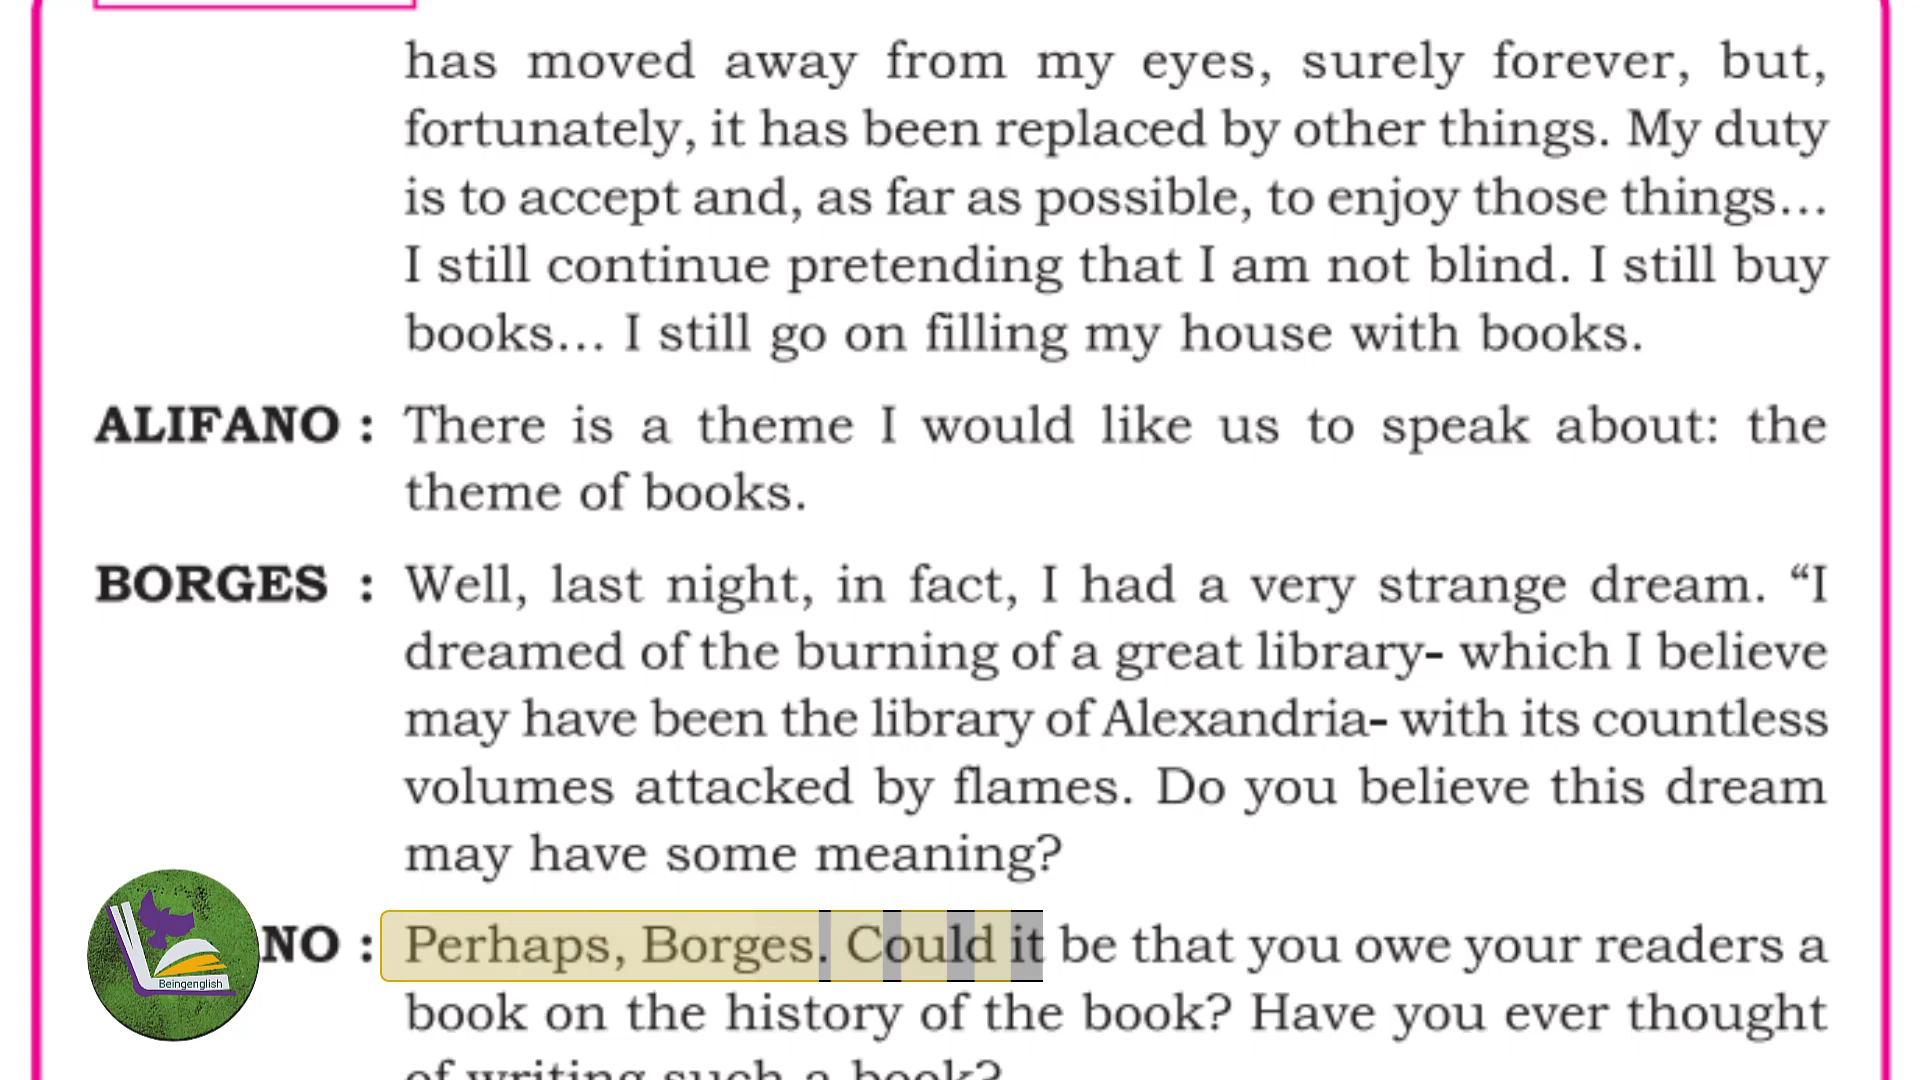 has moved away from my eyes, surely forever, but,
fortunately, it has been replaced by other things. My duty
is to accept and, as far as possible, to enjoy those things...
I still continue pretending that I am not blind. I still buy
books... I still go on filling my house with books.
ALIFANO : There is a theme I would like us to speak about: the
theme of books.
BORGES : Well, last night, in fact, I had a very strange dream. “I
dreamed of the burning of a great library- which I believe
may have been the library of Alexandria- with its countless
volumes attacked by flames. Do you believe this dream
may have some meaning?
NO : Perhaps, Borges. Could it be that you owe your readers a
book on the history of the book? Have you ever thought
of writing such a book?
Beingenglish